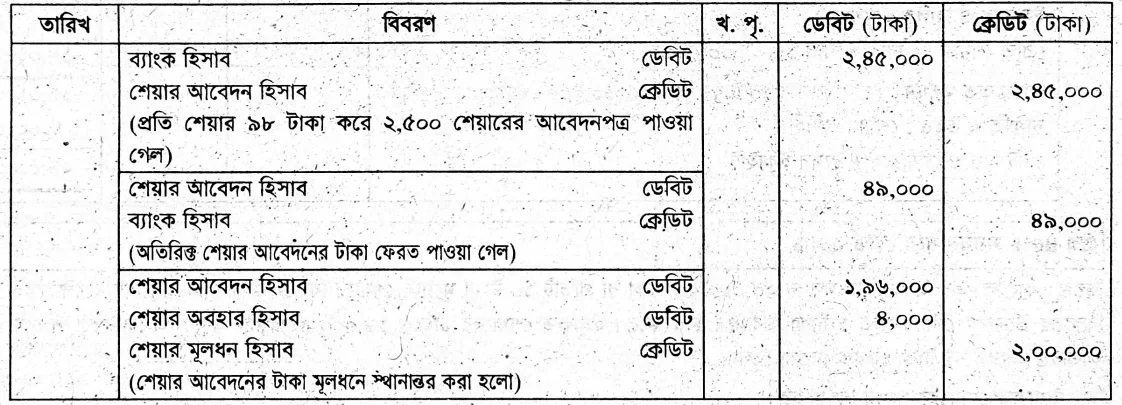 তারিখ বিবরণ খ. পৃ. ডেবিট (টাকা) ক্রেডিট (টাকা)
ব্যাংক হিসাব ডেবিট ২,৪৫,০০০
শেয়ার আবেদন হিসাব ক্রেডিট ২,৪৫,০০০
(প্রতি শেয়ার ৯৮ টাকা করে ২,৫০০ শেয়ারের আবেদনপত্র পাওয়া
গেল)
শেয়ার আবেদন হিসাব ডেবিট ৪৯,০০০
ব্যাংক হিসাব ক্রেডিট ৪৯,০০০
(অতিরিক্ত শেয়ার আবেদনের টাকা ফেরত পাওয়া গেল)
শেয়ার আবেদন হিসাব ডেবিট ১,৯৬,০০০
শেয়ার অবহার হিসাব ডেবিট ৪,০০০
শেয়ার মূলধন হিসাব ক্রেডিট ২,০০,০০০
(শেয়ার আবেদনের টাকা মূলধনে স্থানান্তর করা হলো)